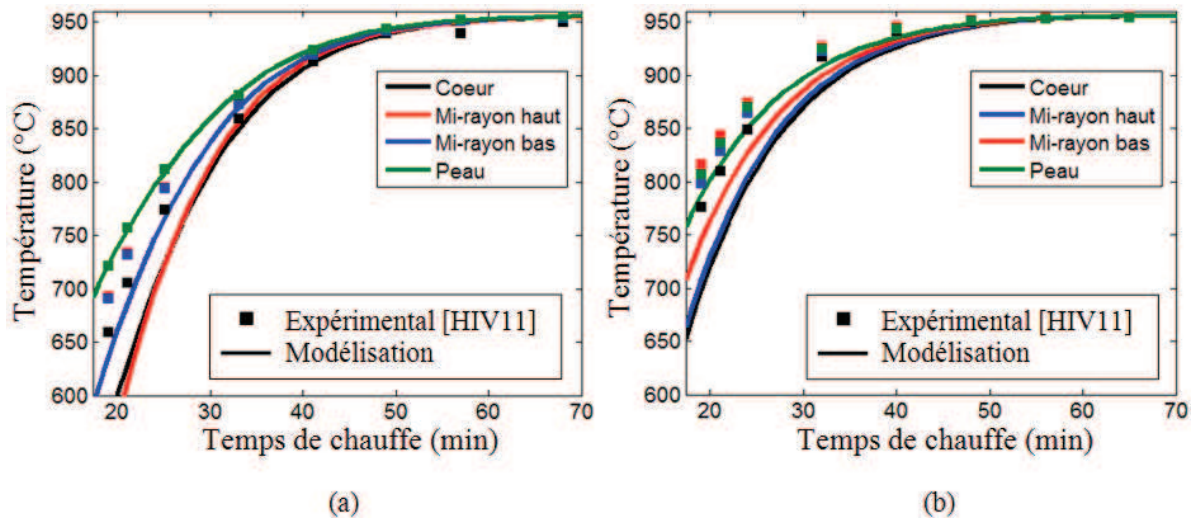 950
900
850
800
750
700
650
600
Température (°C)
Coeur
Mi-rayon haut
Mi-rayon bas
Peau
Expérimental [HIV11]
Modélisation
20 30 40 50 60 70
Temps de chauffe (min)
(a)
950
900
850
800
750
700
650
600
Température (°C)
Coeur
Mi-rayon haut
Mi-rayon bas
Peau
Expérimental [HIV11]
Modélisation
20 30 40 50 60 70
Temps de chauffe (min)
(b)